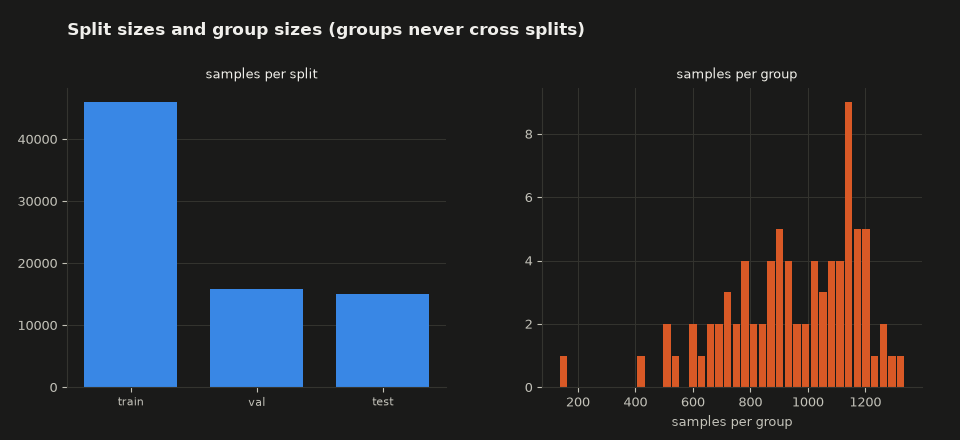 Split sizes and group sizes (groups never cross splits)
samples per split
40000
30000
20000
10000
0
train val test
samples per group
8
6
4
2
0
200 400 600 800 1000 1200
samples per group